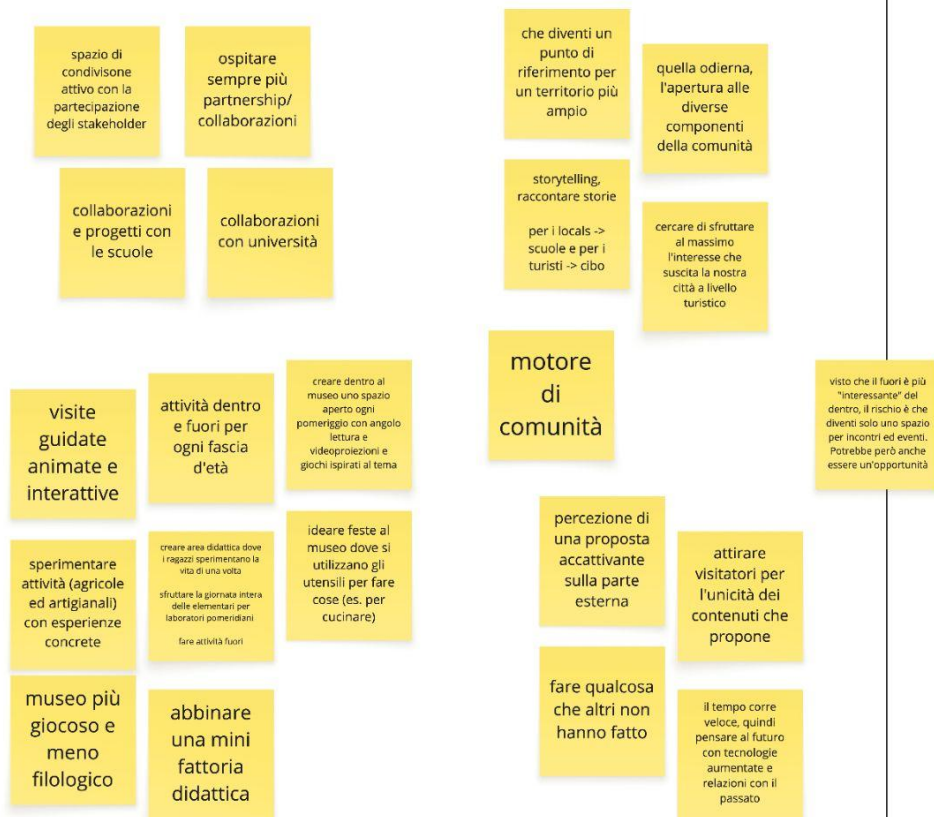 spazio di
condivisone
attivo con la
partecipazione
degli stakeholder
ospitare
sempre più
partnership/
collaborazioni
collaborazioni
e progetti con
le scuole
collaborazioni
con università
che diventi un
punto di
riferimento per
un territorio più
ampio
quella odierna,
l'apertura alle
diverse
componenti
della comunità
storytelling,
raccontare storie
per i locals ->
scuole e per i
turisti -> cibo
cercare di sfruttare
al massimo
l'interesse che
suscita la nostra
città a livello
turistico
motore
di
comunità
visto che il fuori è più
"interessante" del
dentro, il rischio è che
diventi solo uno spazio
per incontri ed eventi.
Potrebbe però anche
essere un'opportunità
visite
guidate
animate e
interattive
attività dentro
e fuori per
ogni fascia
d'età
creare dentro al
museo uno spazio
aperto ogni
pomeriggio con angolo
lettura e
videoproiezioni e
giochi ispirati al tema
sperimentare
attività (agricole
ed artigianali)
con esperienze
concrete
creare area didattica dove
i ragazzi sperimentano la
vita di una volta
sfruttare la giornata intera
delle elementari per
laboratori pomeridiani
fare attività fuori
ideare feste al
museo dove si
utilizzano gli
utensili per fare
cose (es. per
cucinare)
museo più
giocoso e
meno
filologico
abbinare
una mini
fattoria
didattica
percezione di
una proposta
accattivante
sulla parte
esterna
attirare
visitatori per
l'unicità dei
contenuti che
propone
fare qualcosa
che altri non
hanno fatto
il tempo corre
veloce, quindi
pensare al futuro
con tecnologie
aumentate e
relazioni con il
passato